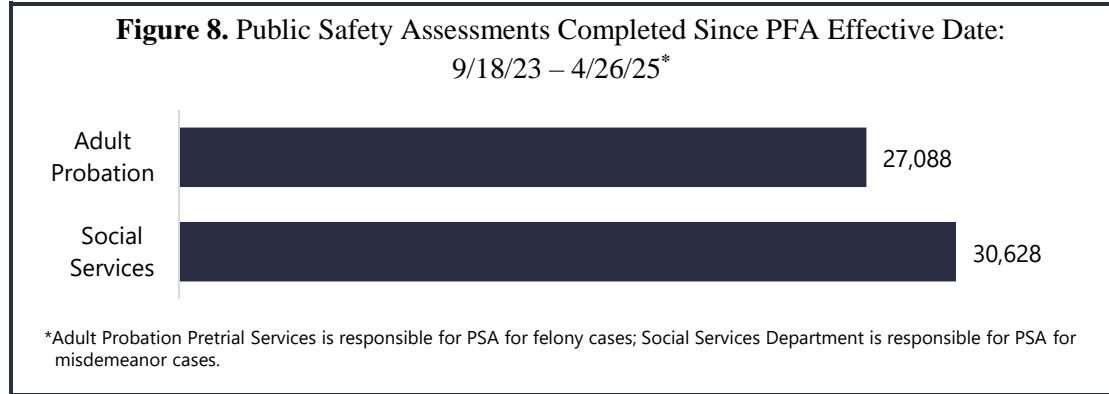 Figure 8. Public Safety Assessments Completed Since PFA Effective Date:
9/18/23 – 4/26/25*
Adult
Probation
27,088
Social
Services
30,628
*Adult Probation Pretrial Services is responsible for PSA for felony cases; Social Services Department is responsible for PSA for
misdemeanor cases.